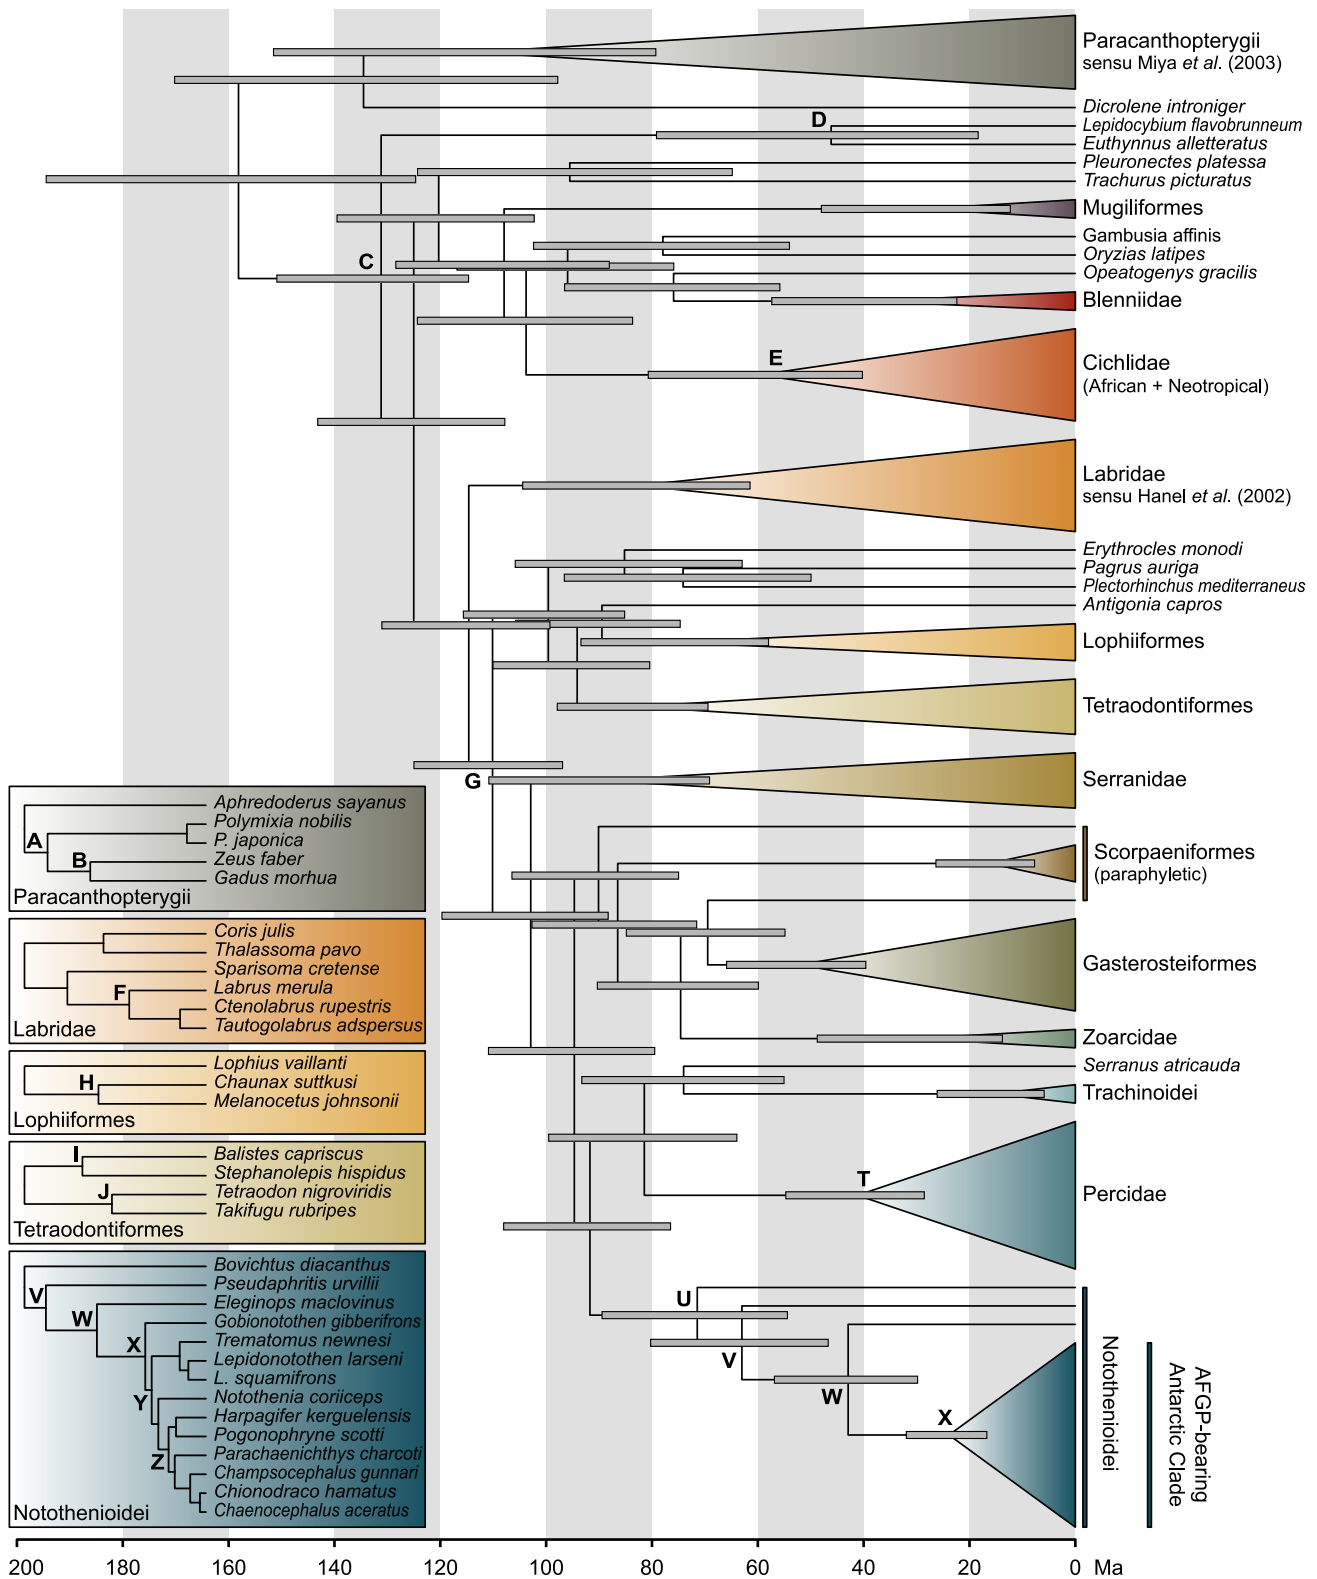 Paracanthopterygii
sensu Miya et al. (2003)
Dicrolene introniger
D
Lepidocybium flavobrunneum
Euthynnus alletteratus
Pleuronectes platessa
Trachurus picturatus
Mugiliformes
Gambusia affinis
Oryzias latipes
C
Opeatogenys gracilis
Blenniidae
E
Cichlidae
(African + Neotropical)
Labridae
sensu Hanel et al. (2002)
Erythrocles monodi
Pagrus auriga
Plectorhinchus mediterraneus
Antigonia capros
Lophiiformes
Tetraodontiformes
G
Serranidae
Scorpaeniformes
(paraphyletic)
Gasterosteiformes
Zoarcidae
Serranus atricauda
Trachinoidei
T
Percidae
U
V
W
X
Notothenioidei
AFGP-bearing
Antarctic Clade
Aphredoderus sayanus
Polymixia nobilis
A
P. japonica
B
Zeus faber
Gadus morhua
Paracanthopterygii
Coris julis
Thalassoma pavo
Sparisoma cretense
F
Labrus merula
Ctenolabrus rupestris
Tautogolabrus adspersus
Labridae
Lophius vaillanti
H
Chaunax suttkusi
Melanocetus johnsonii
Lophiiformes
I
Balistes capriscus
Stephanolepis hispidus
J
Tetraodon nigroviridis
Takifugu rubripes
Tetraodontiformes
Bovichtus diacanthus
Pseudaphritis urvillii
V
Eleginops maclovinus
W
Gobionotothen gibberifrons
X
Trematomus newnesi
Lepidonotothen larseni
L. squamifrons
Y
Notothenia coriiceps
Harpagifer kerguelensis
Pogonophryne scotti
Z
Parachaenichthys charcoti
Champsocephalus gunnari
Chionodraco hamatus
Chaenocephalus aceratus
Notothenioidei
200 180 160 140 120 100 80 60 40 20 0 Ma